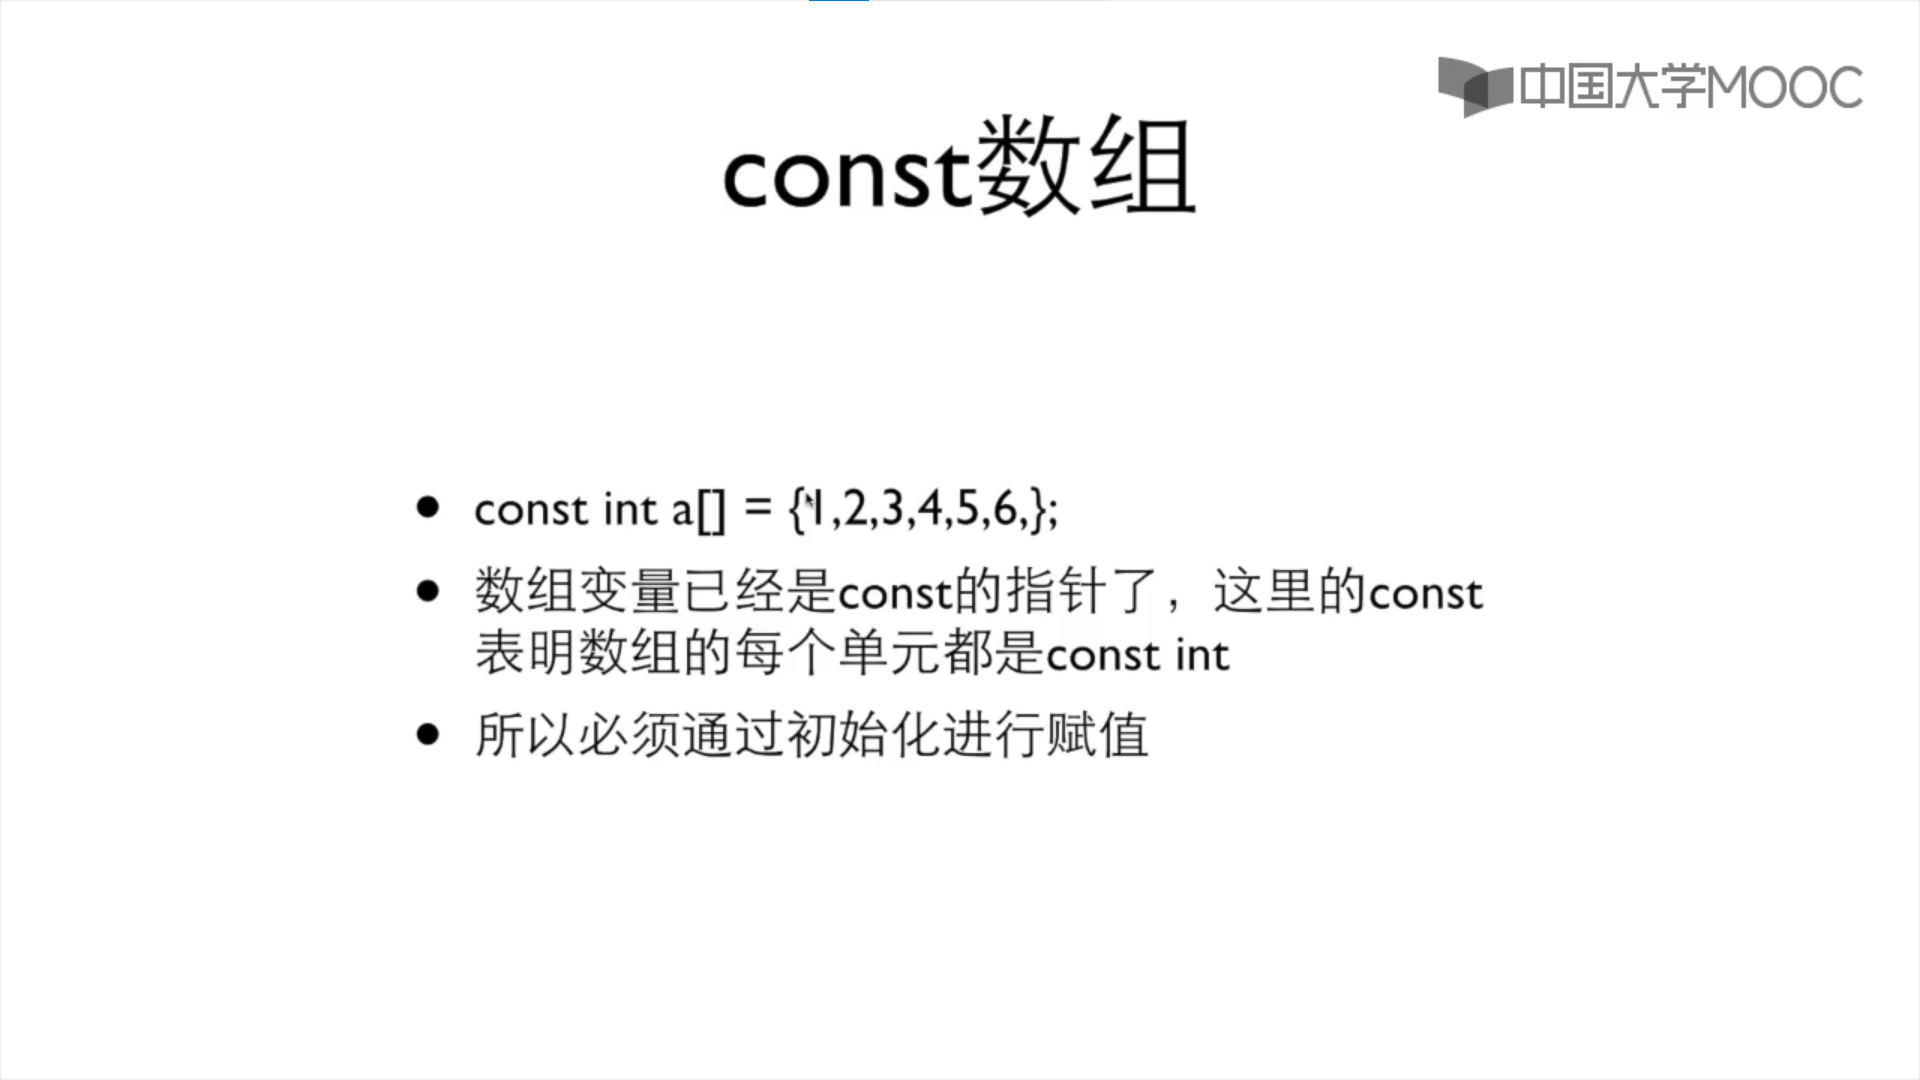 中国大学MOOC
const数组
● const int a[] = {1,2,3,4,5,6,};
● 数组变量已经是const的指针了，这里的const
表明数组的每个单元都是const int
● 所以必须通过初始化进行赋值